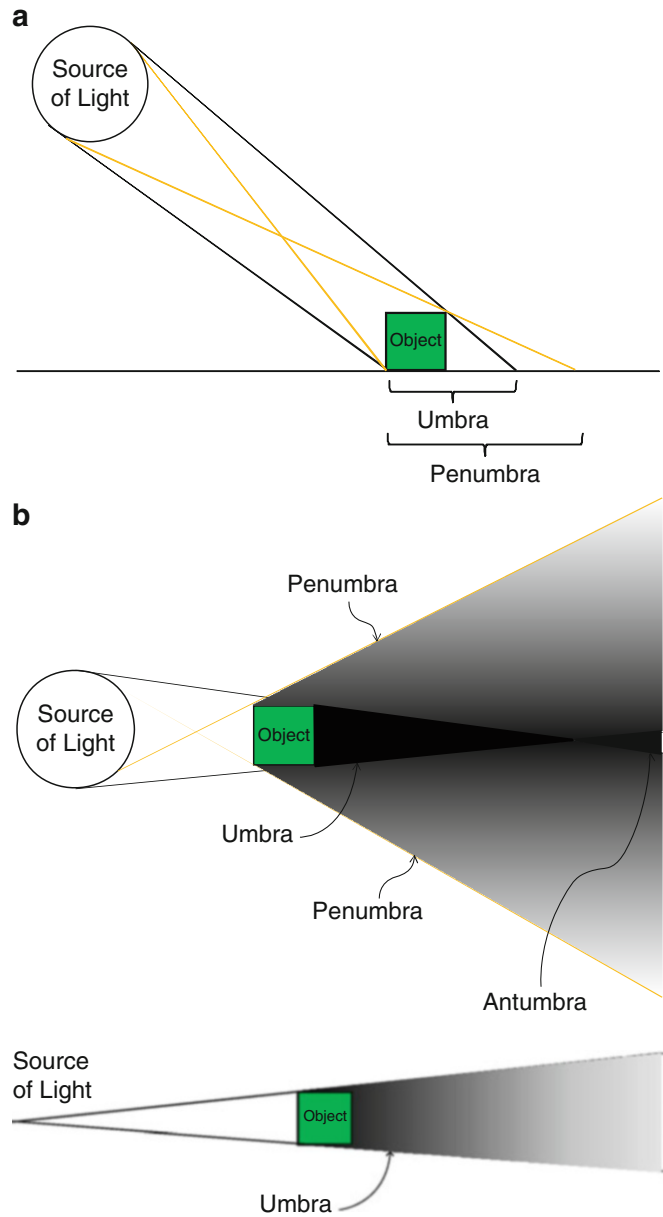 a
Source
of Light
Object
Umbra
Penumbra
b
Penumbra
Source
of Light
Object
Umbra
Penumbra
Antumbra
Source
of Light
Object
Umbra